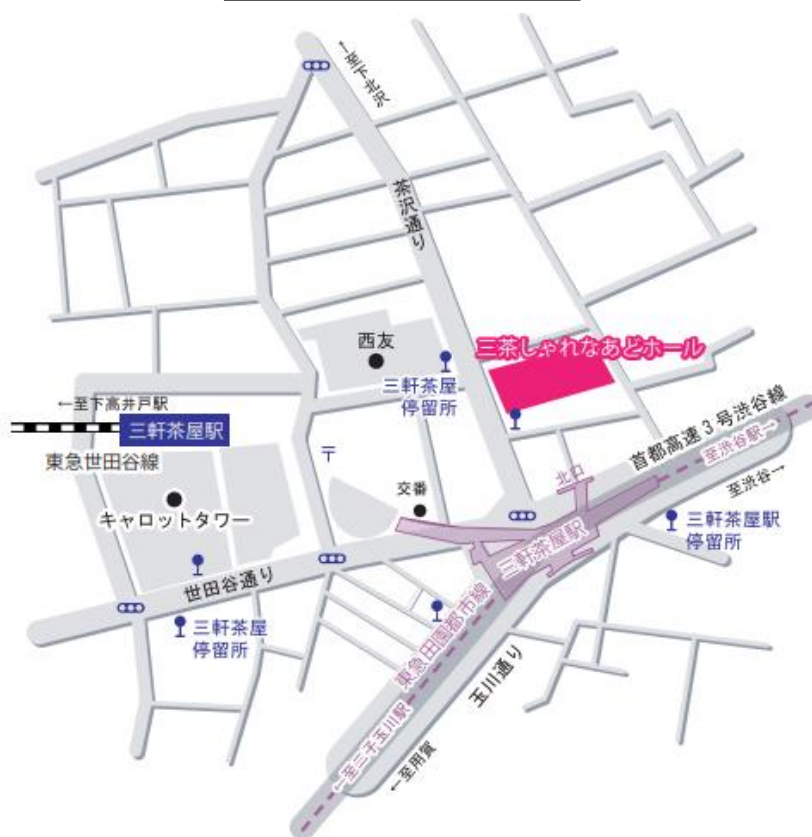 ←至下北沢
茶沢通り
西友
三茶しゃれなあどホール
三軒茶屋
停留所
←至下高井戸駅
三軒茶屋駅
東急世田谷線
〒
首都高速3号渋谷線
至渋谷駅→
至渋谷→
北口
交番
キャロットタワー
三軒茶屋駅
三軒茶屋駅
停留所
世田谷通り
三軒茶屋
停留所
東急田園都市線
玉川通り
←至二子玉川駅
←至用賀